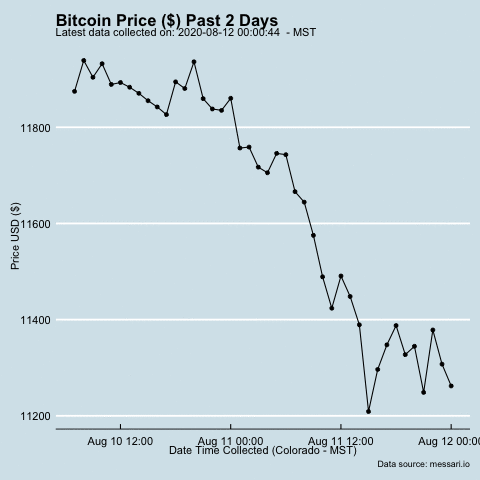 Bitcoin Price ($) Past 2 Days
Latest data collected on: 2020-08-12 00:00:44  - MST
Price USD ($)
11800
11600
11400
11200
Aug 10 12:00 Aug 11 00:00 Aug 11 12:00 Aug 12 00:00
Date Time Collected (Colorado - MST)
Data source: messari.io